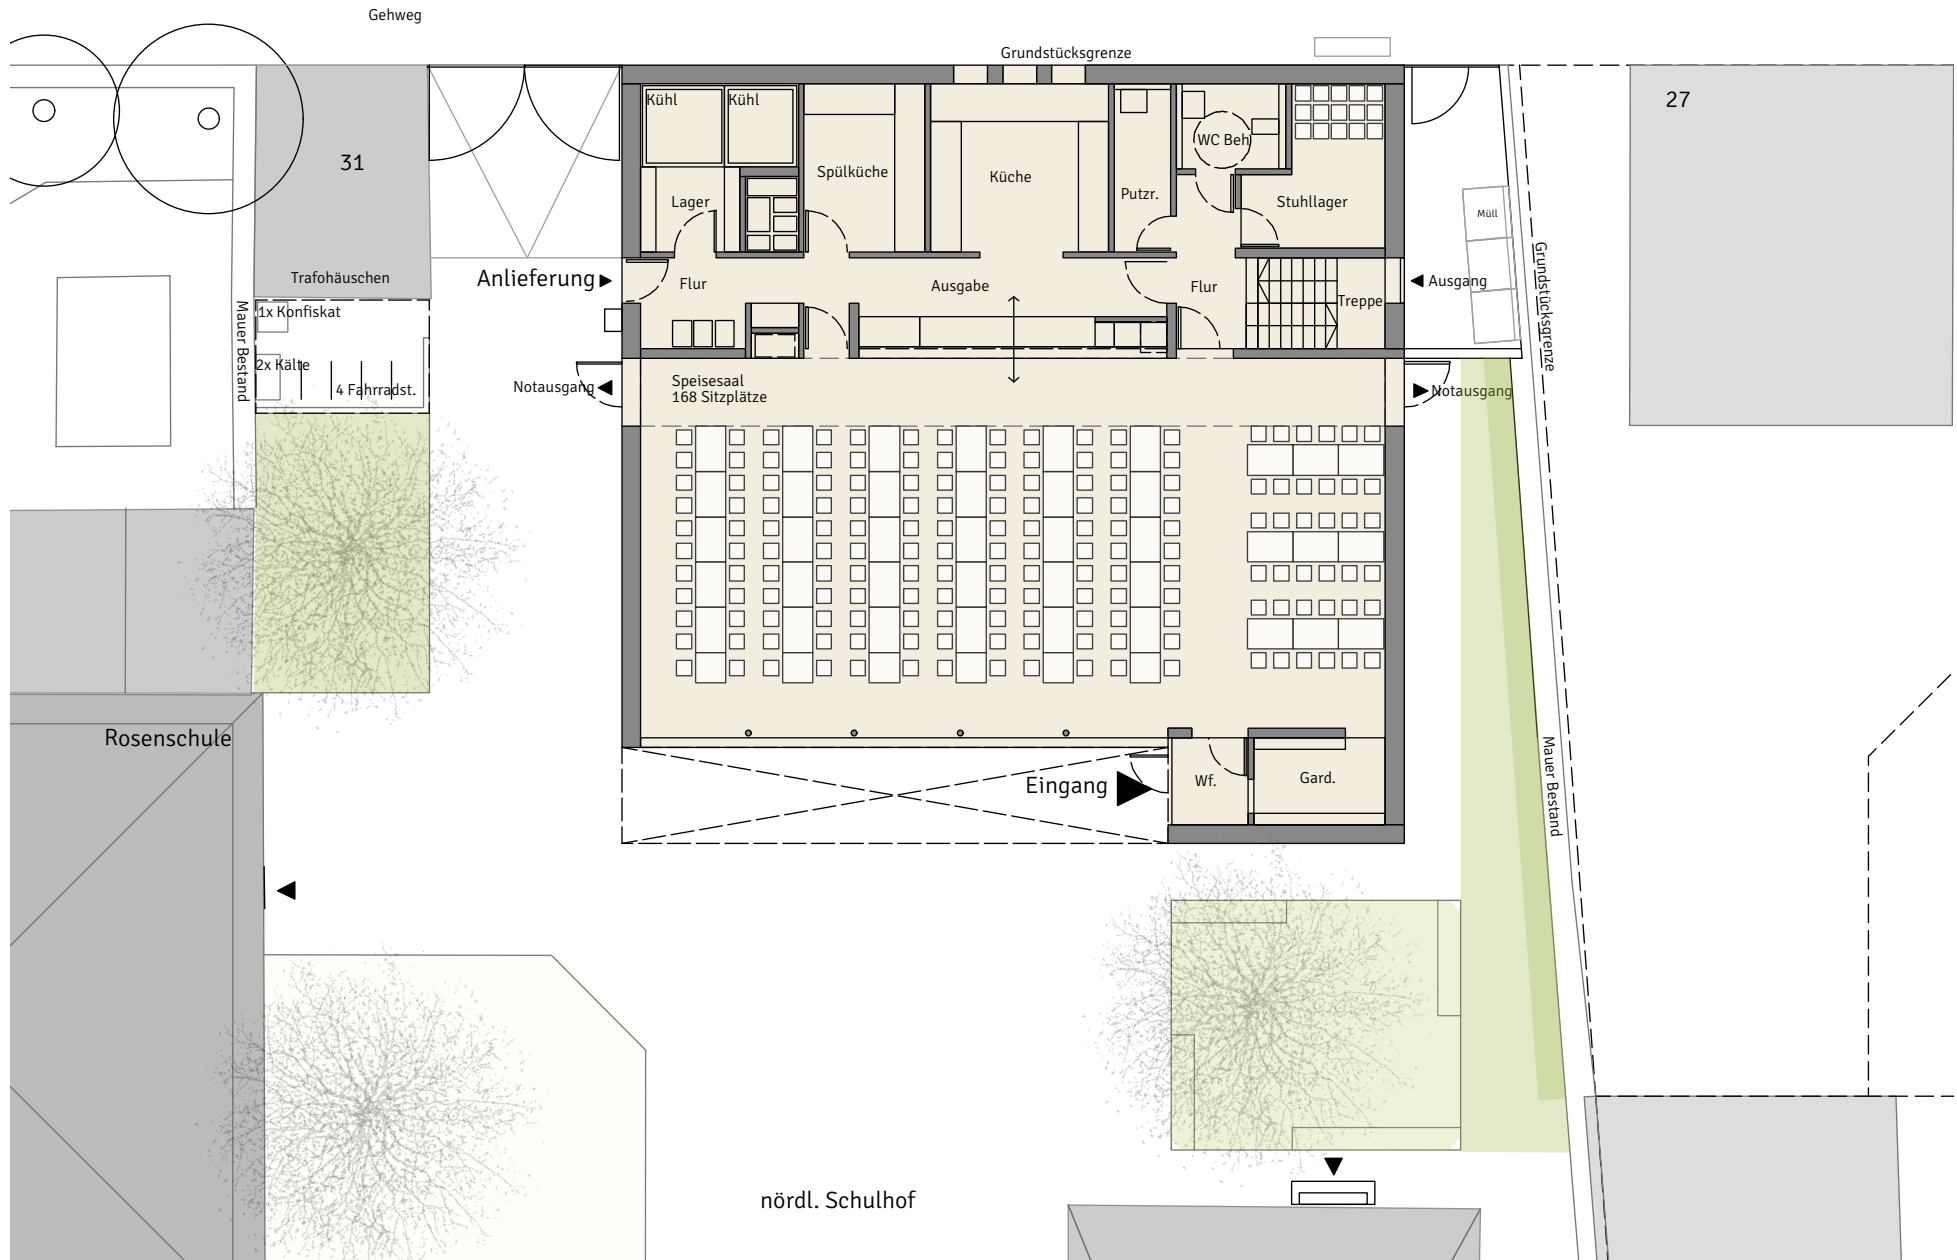 Gehweg
Grundstücksgrenze
27
31
Kühl
Kühl
WC Beh
Spülküche
Küche
Putzr.
Lager
Stuhllager
Müll
Trafohäuschen
Anlieferung
Flur
Ausgabe
Flur
Treppe
Ausgang
Grundstücksgrenze
1x Konfiskat
Mauer Bestand
2x Kälte
4 Fahrradst.
Notausgang
Speisesaal
168 Sitzplätze
Notausgang
Rosenschule
Eingang
Wf.
Gard.
Mauer Bestand
nördl. Schulhof